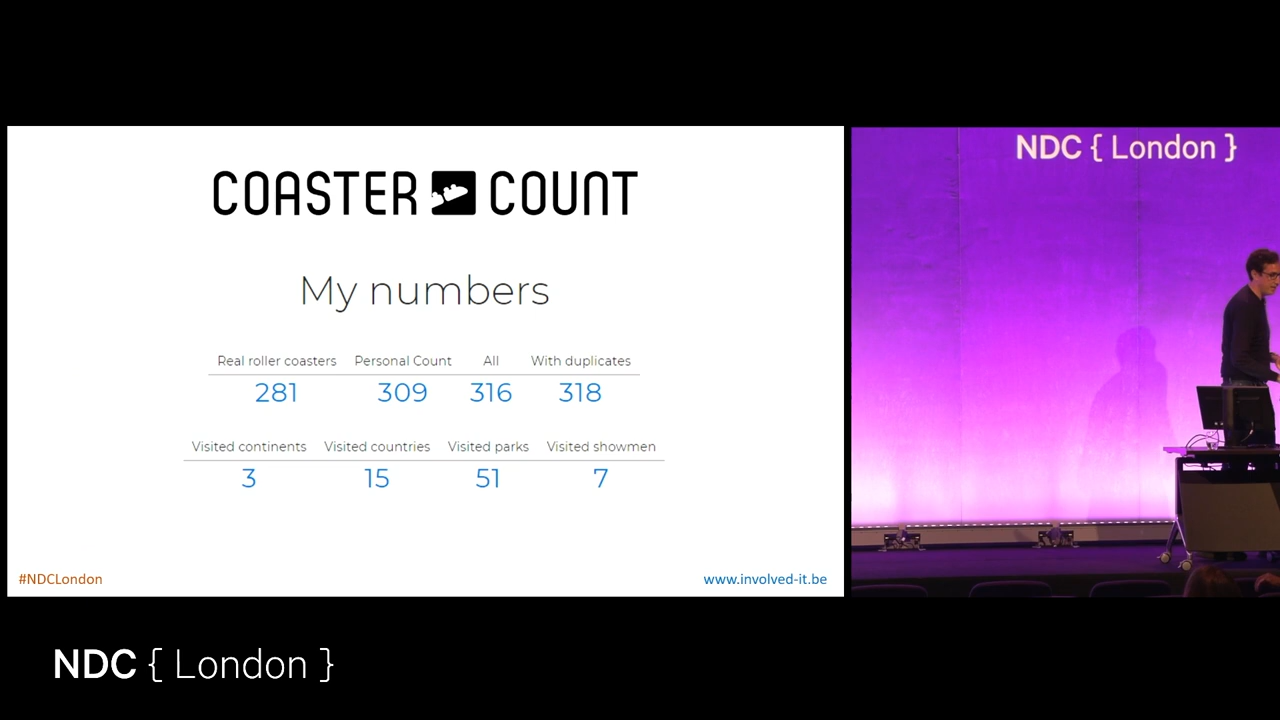 COASTER COUNT
NDC { London }
My numbers
Real roller coasters Personal Count All With duplicates
281 309 316 318
Visited continents Visited countries Visited parks Visited showmen
3 15 51 7
#NDCLondon www.involved-it.be
NDC { London }